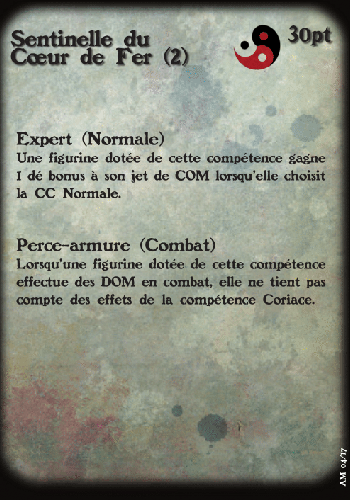 Sentinelle du
Cœur de Fer (2)
30pt
Expert (Normale)
Une figurine dotée de cette compétence gagne
1 dé bonus à son jet de COM lorsqu'elle choisit
la CC Normale.
Perce-armure (Combat)
Lorsqu'une figurine dotée de cette compétence
effectue des DOM en combat, elle ne tient pas
compte des effets de la compétence Coriace.
AM 04/17